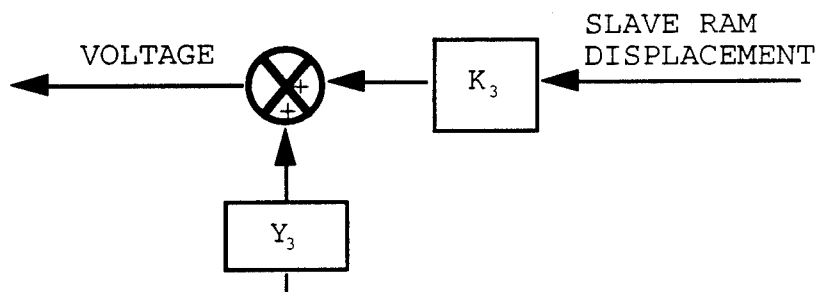 SLAVE RAM
DISPLACEMENT
VOLTAGE
K₃
+
+
Y₃